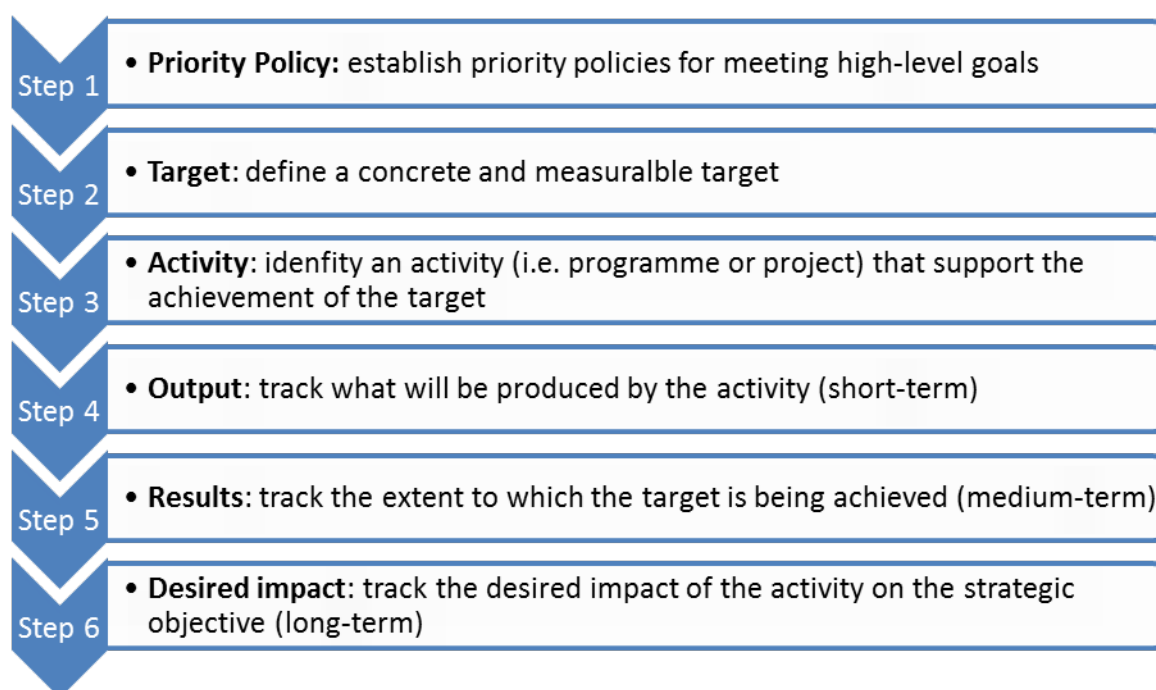 Step 1
• Priority Policy: establish priority policies for meeting high-level goals
Step 2
• Target: define a concrete and measuralble target
Step 3
• Activity: idenfity an activity (i.e. programme or project) that support the
achievement of the target
Step 4
• Output: track what will be produced by the activity (short-term)
Step 5
• Results: track the extent to which the target is being achieved (medium-term)
Step 6
• Desired impact: track the desired impact of the activity on the strategic
objective (long-term)